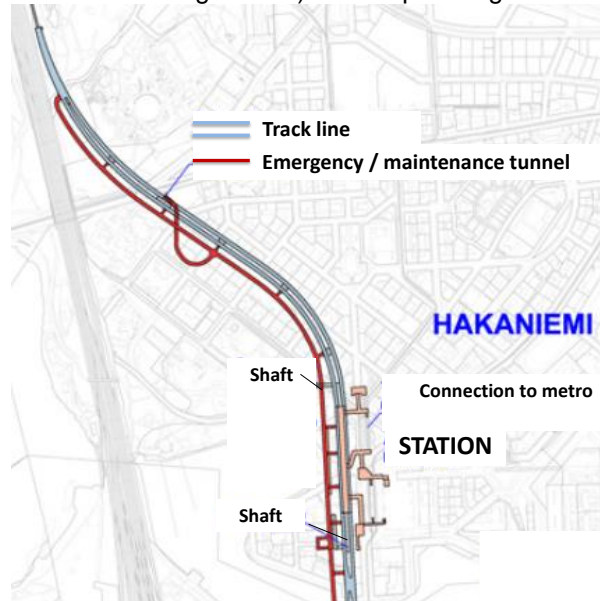 Track line
Emergency / maintenance tunnel
HAKANIEMI
Shaft
Connection to metro
STATION
Shaft